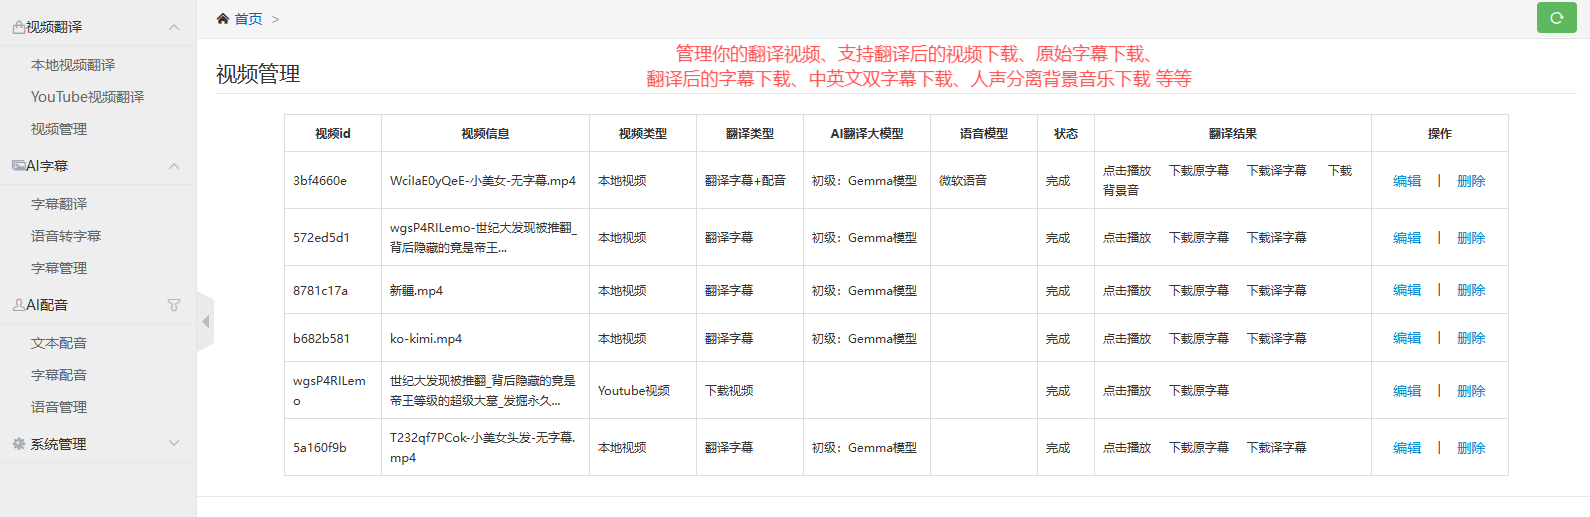 视频翻译
本地视频翻译
YouTube视频翻译
视频管理
AI字幕
字幕翻译
语音转字幕
字幕管理
AI配音
文本配音
字幕配音
语音管理
系统管理
首页 >
管理你的翻译视频、支持翻译后的视频下载、原始字幕下载、
翻译后的字幕下载、中英文双字幕下载、人声分离背景音乐下载 等等
视频管理
视频id 视频信息 视频类型 翻译类型 AI翻译大模型 语音模型 状态 翻译结果 操作
3bf4660e WcilaE0yQeE-小美女-无字幕.mp4 本地视频 翻译字幕+配音 初级：Gemma模型 微软语音 完成 点击播放 下载原字幕 下载译字幕 下载
背景音 编辑 | 删除
572ed5d1 wgsP4RlLemo-世纪大发现被推翻_
背后隐藏的竟是帝王... 本地视频 翻译字幕 初级：Gemma模型 完成 点击播放 下载原字幕 下载译字幕 编辑 | 删除
8781c17a 新疆.mp4 本地视频 翻译字幕 初级：Gemma模型 完成 点击播放 下载原字幕 下载译字幕 编辑 | 删除
b682b581 ko-kimi.mp4 本地视频 翻译字幕 初级：Gemma模型 完成 点击播放 下载原字幕 下载译字幕 编辑 | 删除
wgsP4RlLem
o 世纪大发现被推翻_背后隐藏的竟是
帝王等级的超级大墓_发掘永久... Youtube视频 下载视频 完成 点击播放 下载原字幕 编辑 | 删除
5a160f9b T232qf7PCok-小美女头发-无字幕.
mp4 本地视频 翻译字幕 初级：Gemma模型 完成 点击播放 下载原字幕 下载译字幕 编辑 | 删除